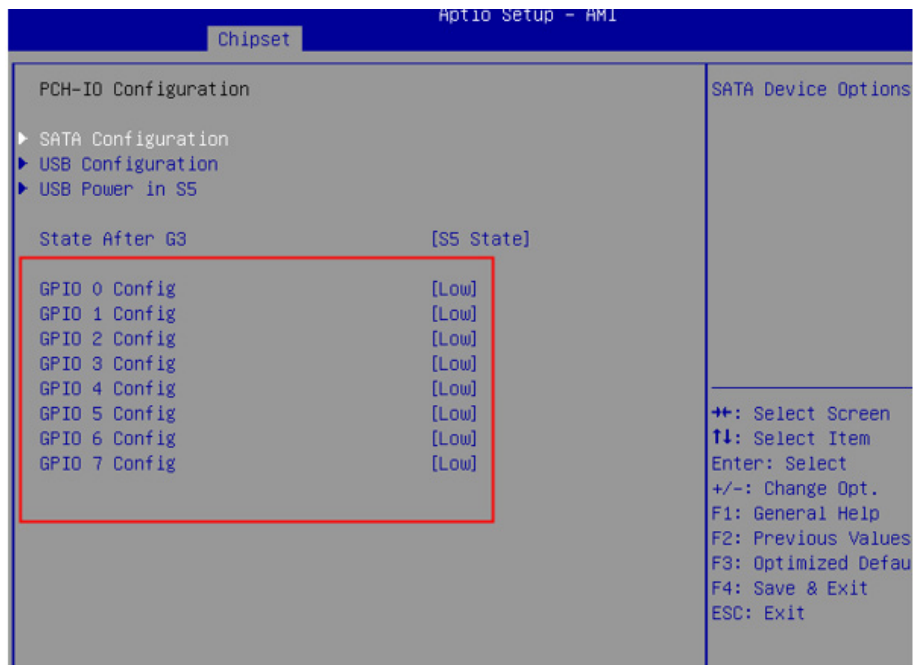 Aptio Setup - AMI
Chipset
PCH-IO Configuration
SATA Configuration
USB Configuration
USB Power in S5
State After G3 [S5 State]
GPIO 0 Config [Low]
GPIO 1 Config [Low]
GPIO 2 Config [Low]
GPIO 3 Config [Low]
GPIO 4 Config [Low]
GPIO 5 Config [Low]
GPIO 6 Config [Low]
GPIO 7 Config [Low]
SATA Device Options
→←: Select Screen
↑↓: Select Item
Enter: Select
+/-: Change Opt.
F1: General Help
F2: Previous Values
F3: Optimized Defau
F4: Save & Exit
ESC: Exit